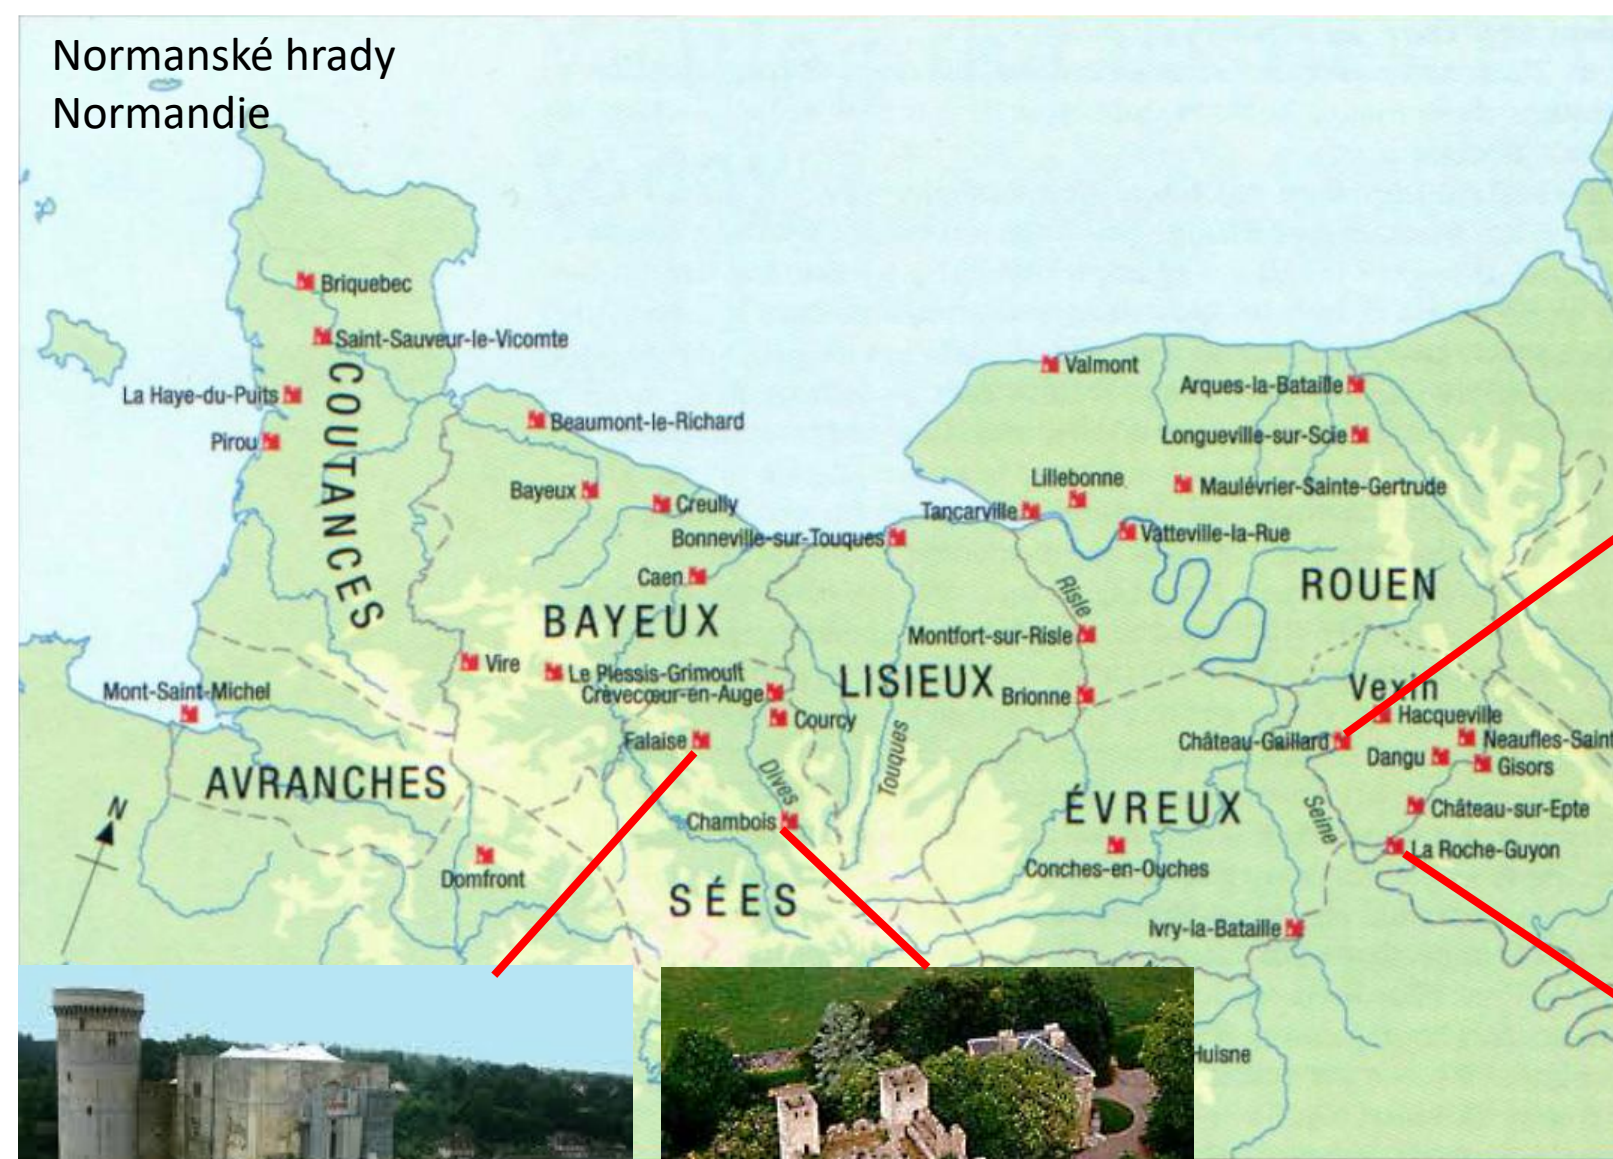 Normanské hrady
Normandie
Briquebec
Saint-Sauveur-le-Vicomte
La Haye-du-Puits
Pirou
COUTANCES
Beaumont-le-Richard
Bayeux
Creully
Bonneville-sur-Touques
Caen
BAYEUX
Vire
Le Plessis-Grimoult
Crèvecœur-en-Auge
Courcy
Falaise
Mont-Saint-Michel
AVRANCHES
N
Domfront
Dives
Chambois
SÉES
Valmont
Arques-la-Bataille
Longueville-sur-Scie
Lillebonne
Maulévrier-Sainte-Gertrude
Tancarville
Vatteville-la-Rue
ROUEN
Risle
Montfort-sur-Risle
LISIEUX
Brionne
Touques
Vexin
Hacqueville
Château-Gaillard
Neaufles-Saint
Dangu
Gisors
ÉVREUX
Seine
Château-sur-Epte
La Roche-Guyon
Conches-en-Ouches
Ivry-la-Bataille
Huisne